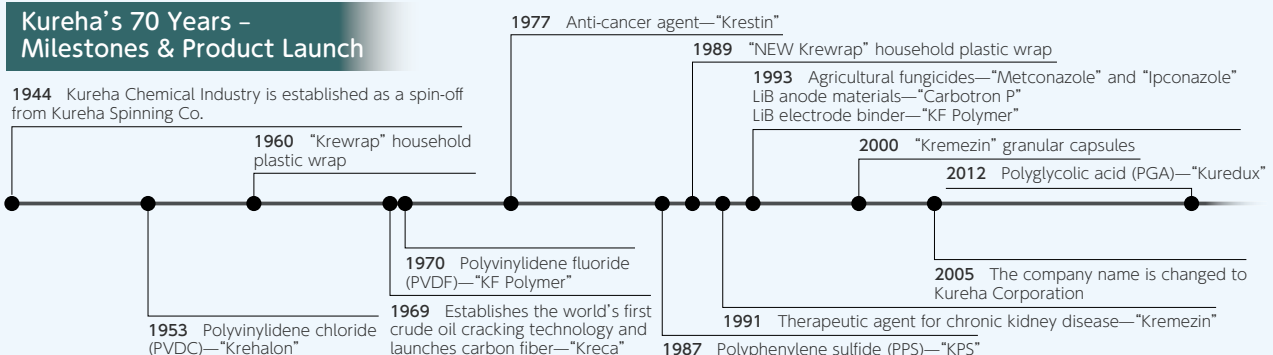 Kureha's 70 Years –
Milestones & Product Launch
1944 Kureha Chemical Industry is established as a spin-off
from Kureha Spinning Co.
1953 Polyvinylidene chloride
(PVDC)—“Krehalon”
1960 “Krewrap” household
plastic wrap
1969 Establishes the world's first
crude oil cracking technology and
launches carbon fiber—“Kreca”
1970 Polyvinylidene fluoride
(PVDF)—“KF Polymer”
1977 Anti-cancer agent—“Krestin”
1987 Polyphenylene sulfide (PPS)—“KPS”
1989 “NEW Krewrap” household plastic wrap
1991 Therapeutic agent for chronic kidney disease—“Kremezin”
1993 Agricultural fungicides—“Metconazole” and “Ipconazole”
LiB anode materials—“Carbotron P”
LiB electrode binder—“KF Polymer”
2000 “Kremezin” granular capsules
2005 The company name is changed to
Kureha Corporation
2012 Polyglycolic acid (PGA)—“Kuredux”